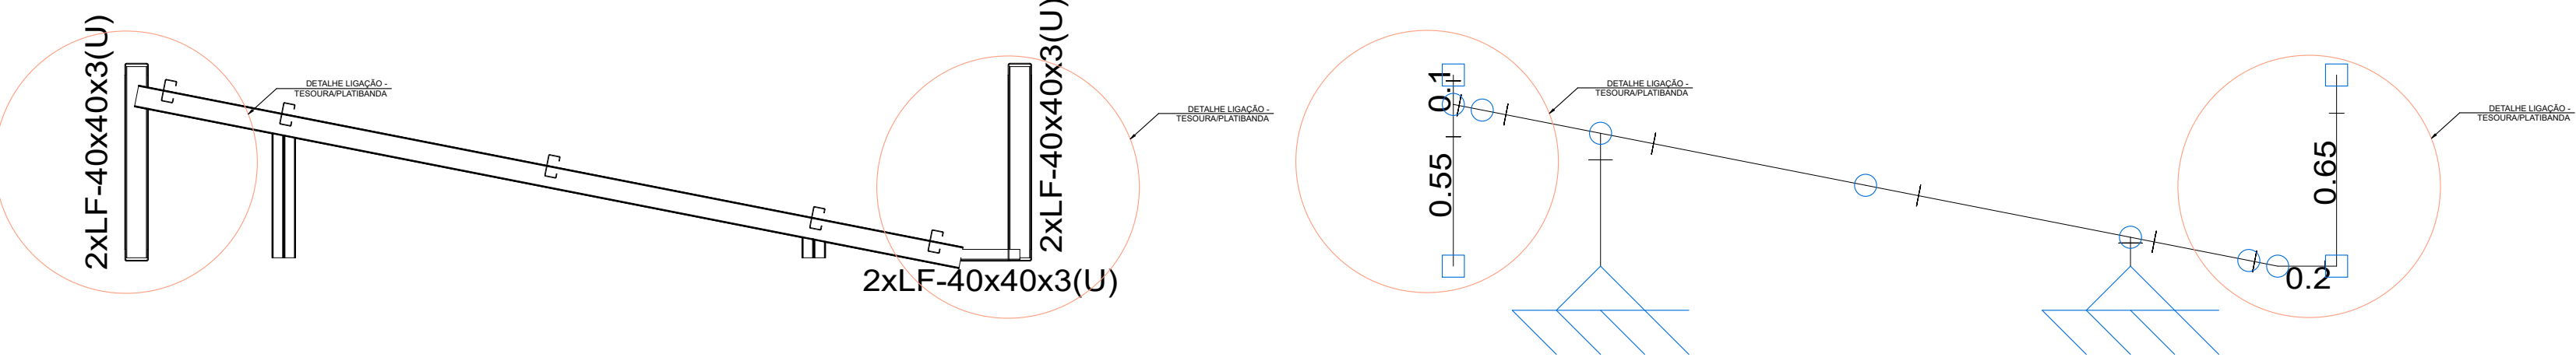 2xLF-40x40x3(U)
DETALHE LIGAÇÃO -
TESOURA/PLATIBANDA
2xLF-40x40x3(U)
2xLF-40x40x3(U)
DETALHE LIGAÇÃO -
TESOURA/PLATIBANDA
0.1
0.55
DETALHE LIGAÇÃO -
TESOURA/PLATIBANDA
0.65
0.2
DETALHE LIGAÇÃO -
TESOURA/PLATIBANDA